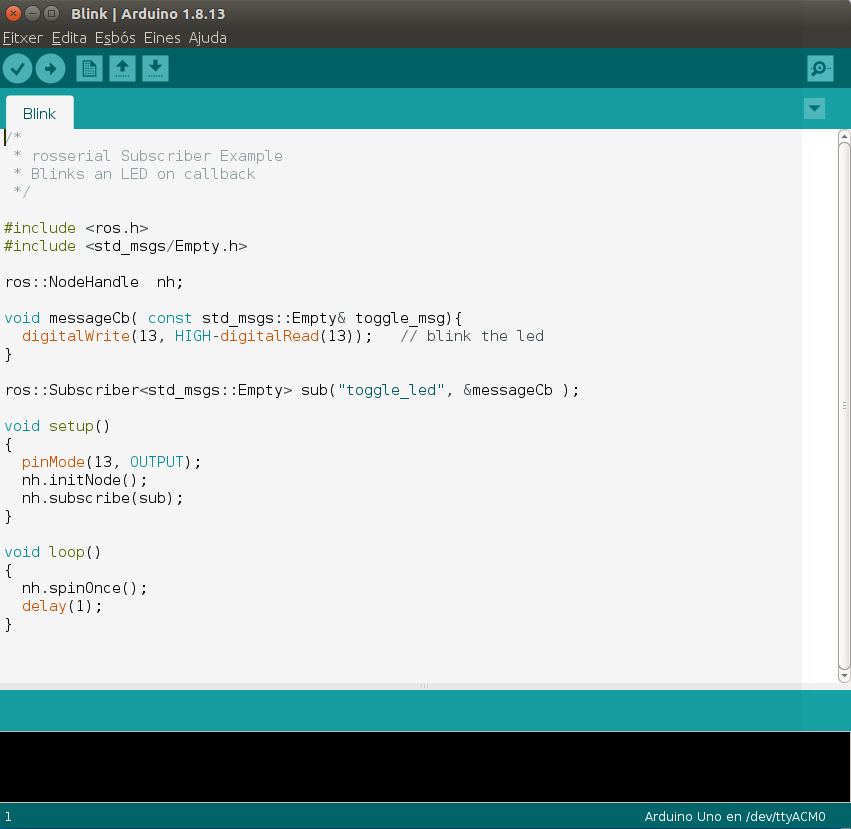 Blink | Arduino 1.8.13
Fitxer Edita Esbós Eines Ajuda
Blink
/*
 * rosserial Subscriber Example
 * Blinks an LED on callback
 */
#include <ros.h>
#include <std_msgs/Empty.h>
ros::NodeHandle  nh;
void messageCb( const std_msgs::Empty& toggle_msg){
  digitalWrite(13, HIGH-digitalRead(13));   // blink the led
}
ros::Subscriber<std_msgs::Empty> sub("toggle_led", &messageCb );
void setup()
{
  pinMode(13, OUTPUT);
  nh.initNode();
  nh.subscribe(sub);
}
void loop()
{
  nh.spinOnce();
  delay(1);
}
1 Arduino Uno en /dev/ttyACM0